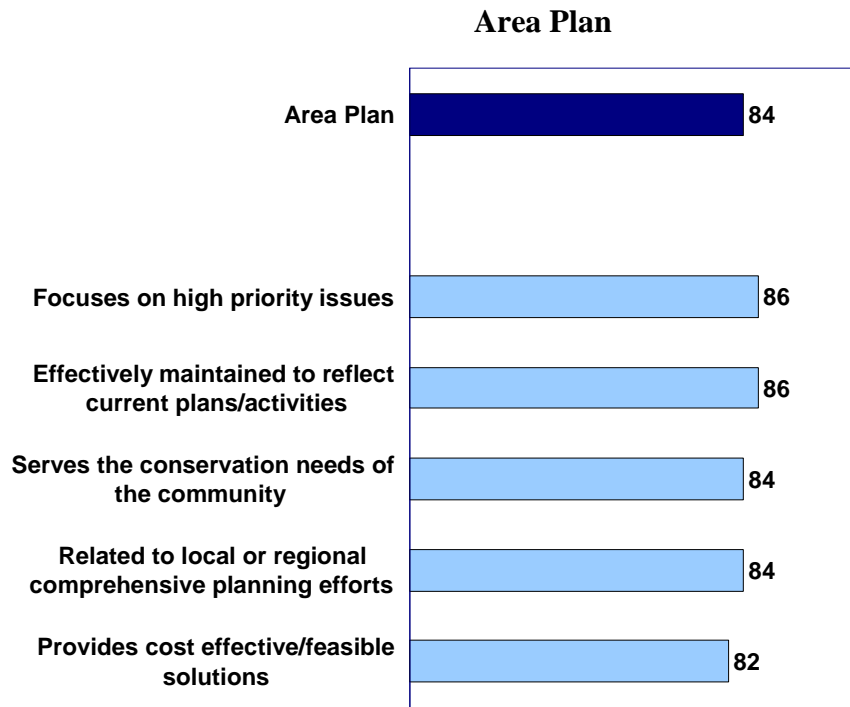 Area Plan
Area Plan
84
Focuses on high priority issues
86
Effectively maintained to reflect
current plans/activities
86
Serves the conservation needs of
the community
84
Related to local or regional
comprehensive planning efforts
84
Provides cost effective/feasible
solutions
82